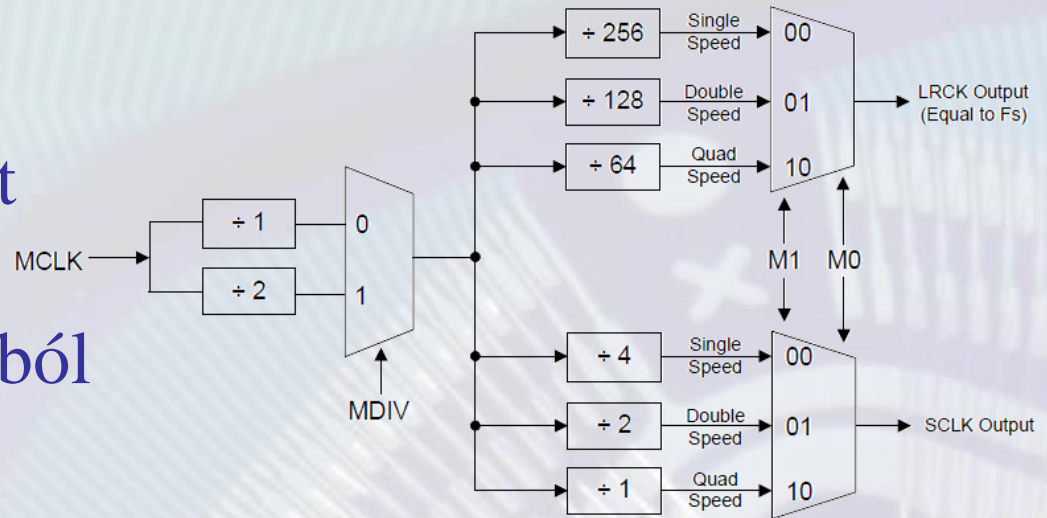 t
ból
MCLK
÷ 1
÷ 2
0
1
MDIV
÷ 256
Single
Speed
00
÷ 128
Double
Speed
01
÷ 64
Quad
Speed
10
LRCK Output
(Equal to Fs)
M1 M0
÷ 4
Single
Speed
00
÷ 2
Double
Speed
01
÷ 1
Quad
Speed
10
SCLK Output